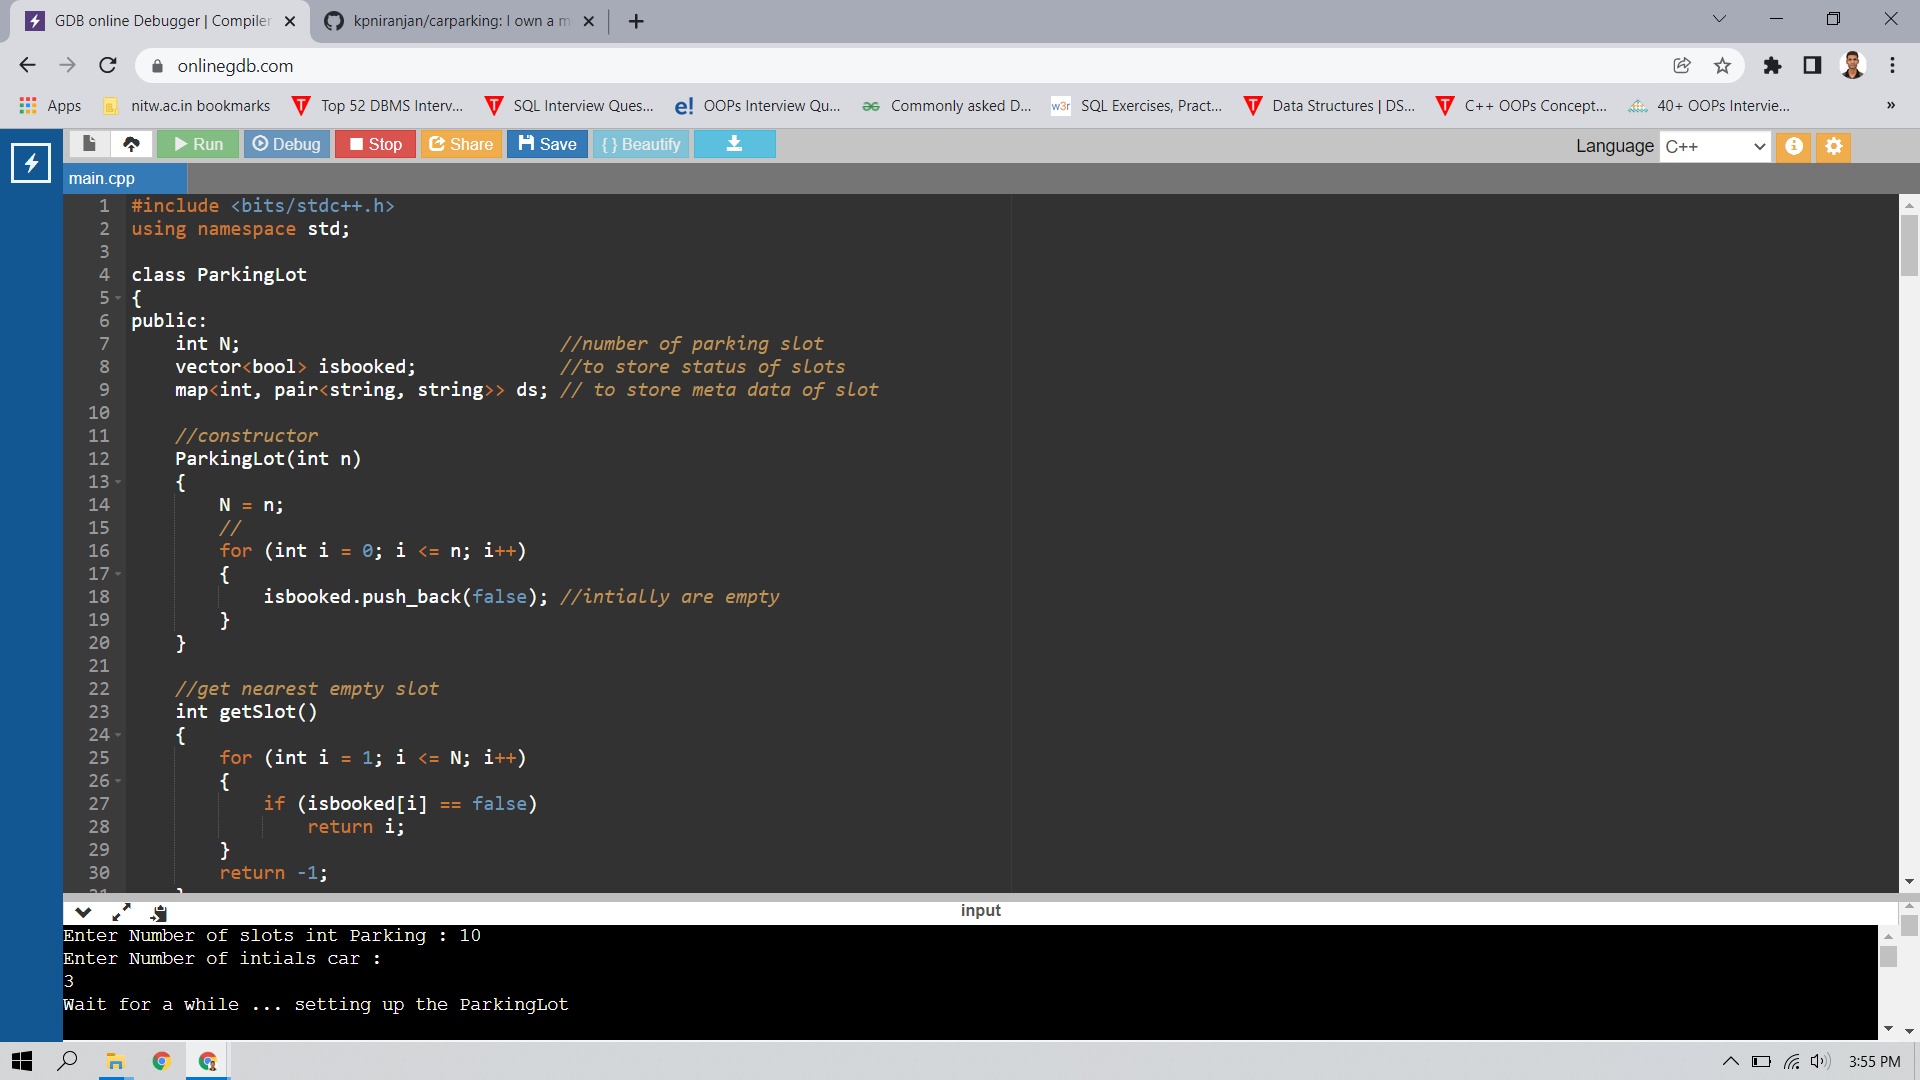 GDB online Debugger | Compiler
kpniranjan/carparking: I own a m
onlinegdb.com
Apps
nitw.ac.in bookmarks
Top 52 DBMS Interv...
SQL Interview Ques...
e! OOPs Interview Qu...
Commonly asked D...
w3r SQL Exercises, Pract...
Data Structures | DS...
C++ OOPs Concept...
40+ OOPs Intervie...
»
Run
Debug
Stop
Share
Save
{ } Beautify
Language C++
main.cpp
1 #include <bits/stdc++.h>
2 using namespace std;
3
4 class ParkingLot
5 {
6 public:
7 int N; //number of parking slot
8 vector<bool> isbooked; //to store status of slots
9 map<int, pair<string, string>> ds; // to store meta data of slot
10
11 //constructor
12 ParkingLot(int n)
13 {
14 N = n;
15 //
16 for (int i = 0; i <= n; i++)
17 {
18 isbooked.push_back(false); //intially are empty
19 }
20 }
21
22 //get nearest empty slot
23 int getSlot()
24 {
25 for (int i = 1; i <= N; i++)
26 {
27 if (isbooked[i] == false)
28 return i;
29 }
30 return -1;
input
Enter Number of slots int Parking : 10
Enter Number of intials car :
3
Wait for a while ... setting up the ParkingLot
3:55 PM